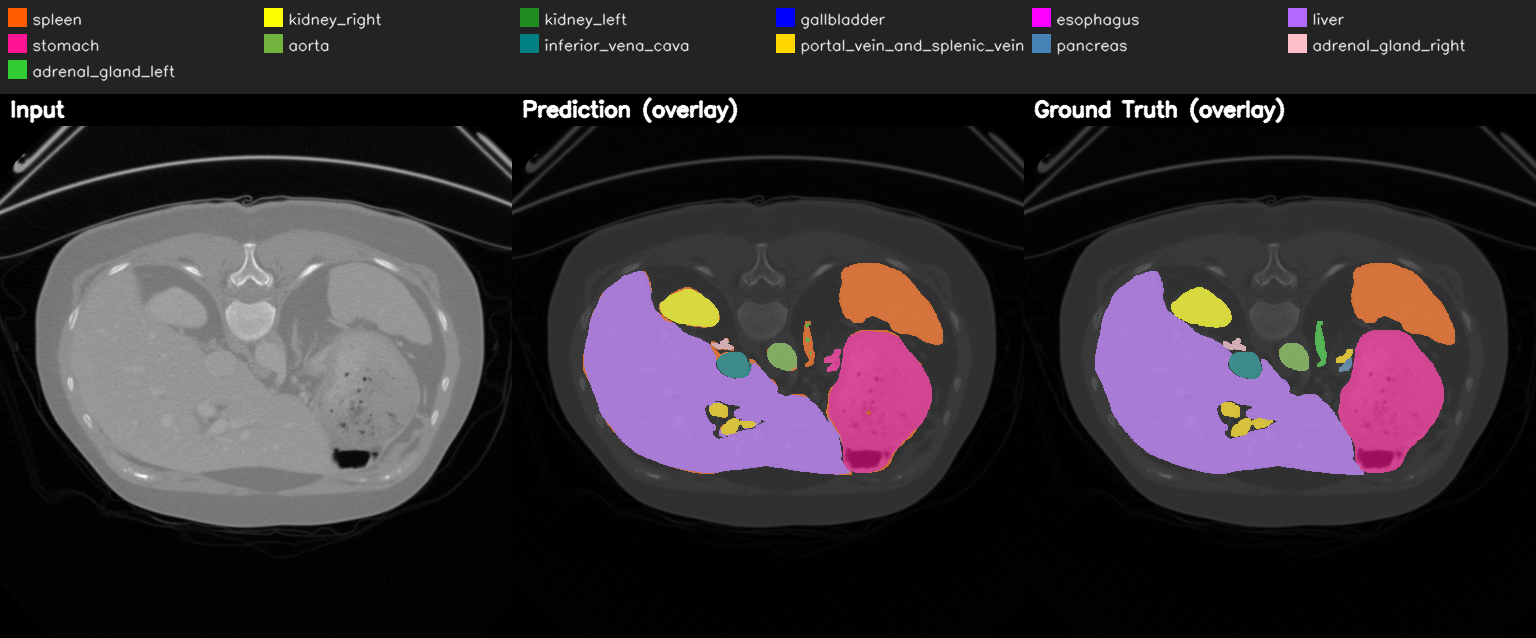 spleen kidney_right kidney_left gallbladder esophagus liver
stomach aorta inferior_vena_cava portal_vein_and_splenic_vein pancreas adrenal_gland_right
adrenal_gland_left
Input Prediction (overlay) Ground Truth (overlay)